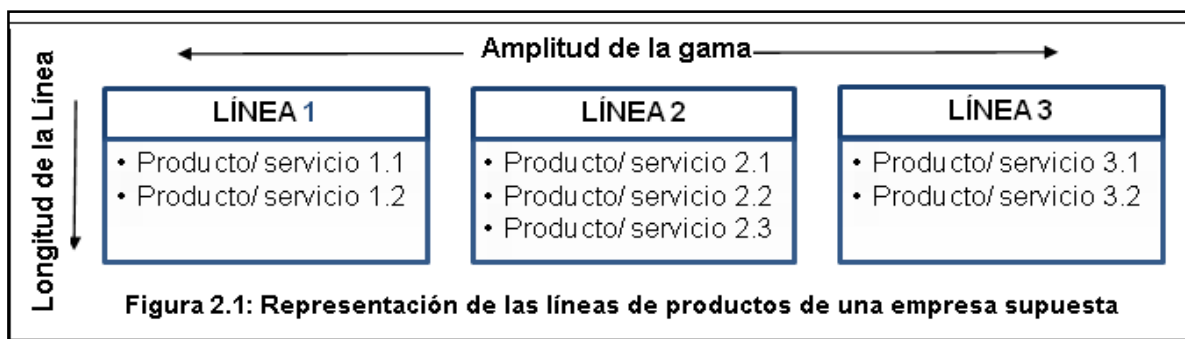 Amplitud de la gama
Longitud de la Línea
LÍNEA 1
• Producto/ servicio 1.1
• Producto/ servicio 1.2
LÍNEA 2
• Producto/ servicio 2.1
• Producto/ servicio 2.2
• Producto/ servicio 2.3
LÍNEA 3
• Producto/ servicio 3.1
• Producto/ servicio 3.2
Figura 2.1: Representación de las líneas de productos de una empresa supuesta